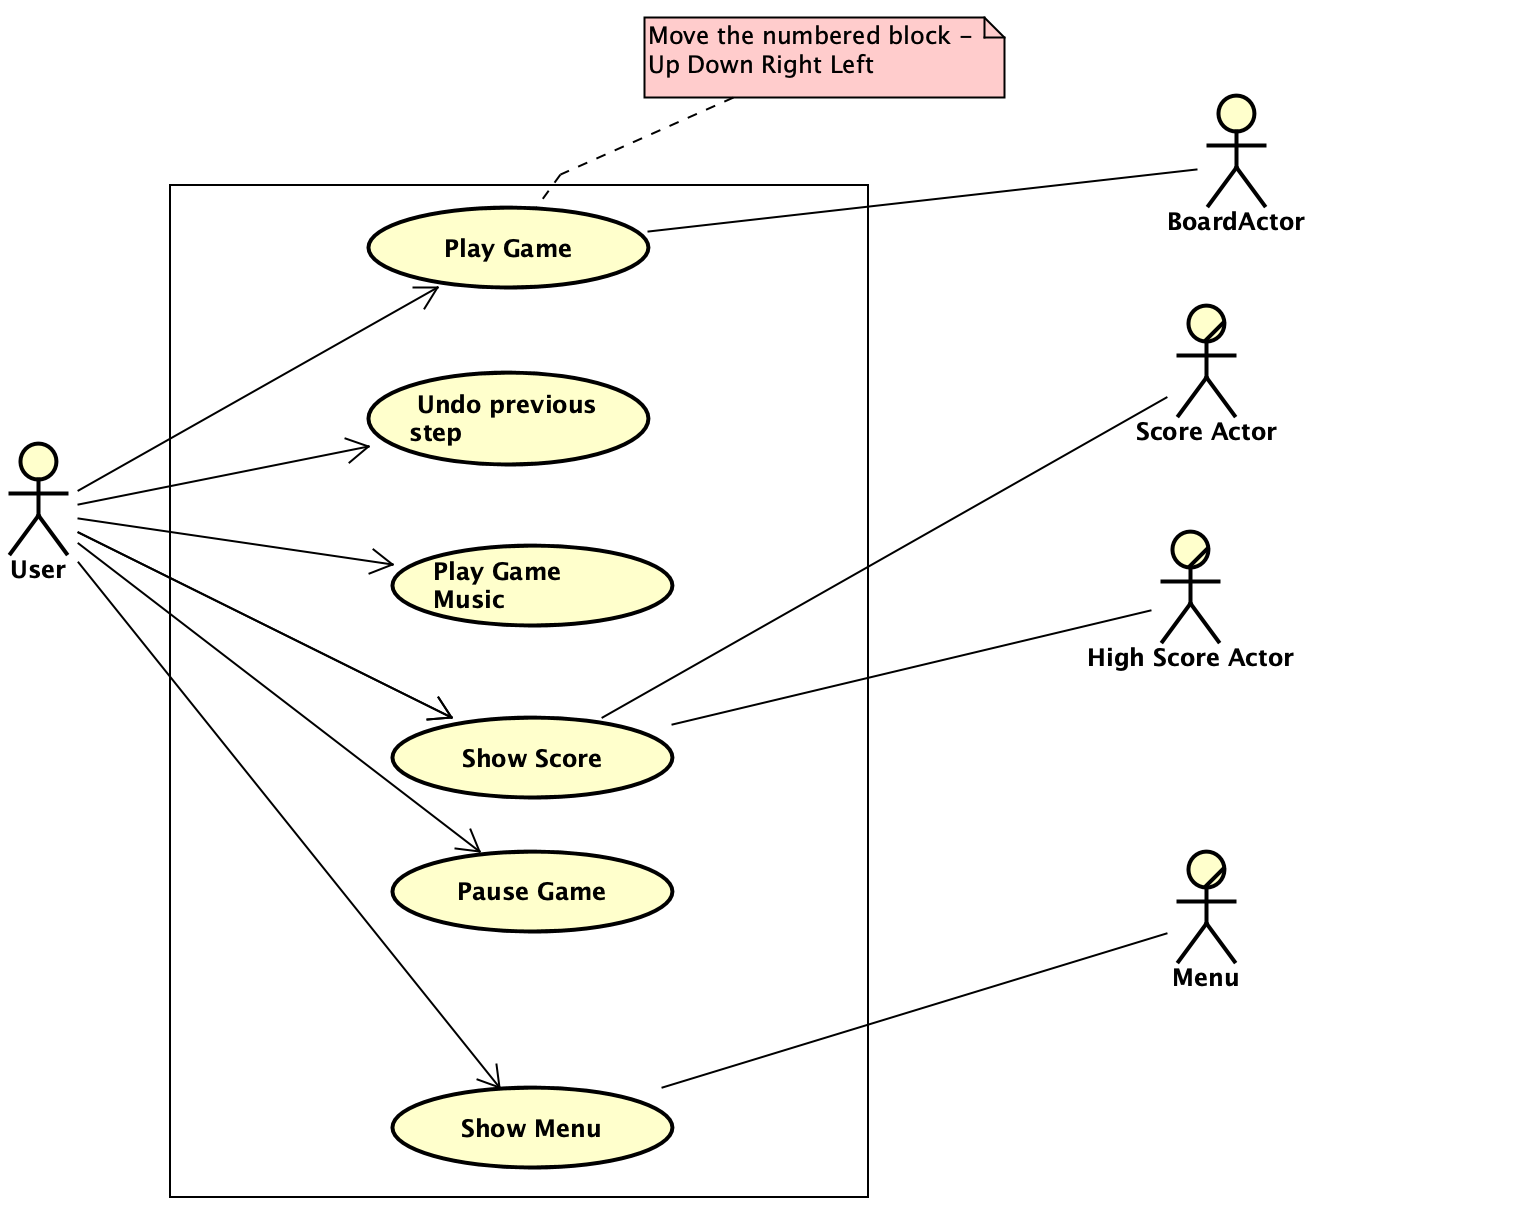 Move the numbered block -
Up Down Right Left
BoardActor
Play Game
Score Actor
Undo previous
step
User
Play Game
Music
High Score Actor
Show Score
Pause Game
Menu
Show Menu